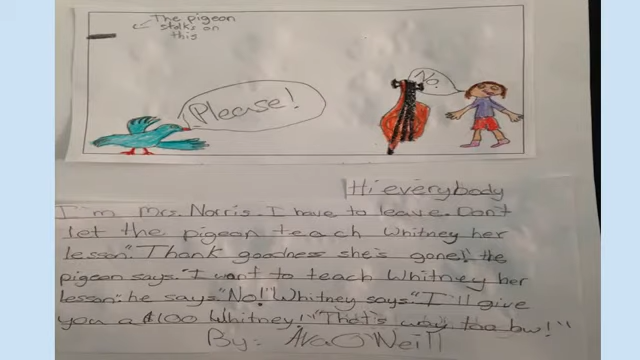 The pigeon
stalks on
this
Please!
No.
Hi everybody
I'm Mrs. Norris. I have to leave. Don't
let the pigeon teach Whitney her
lesson." Thank goodness she's gone!" the
pigeon says. "I want to teach Whitney her
lesson." he says "No!" Whitney says "I'll give
you a $100 Whitney!" "That's way too low!"
By: Ava O'Neill